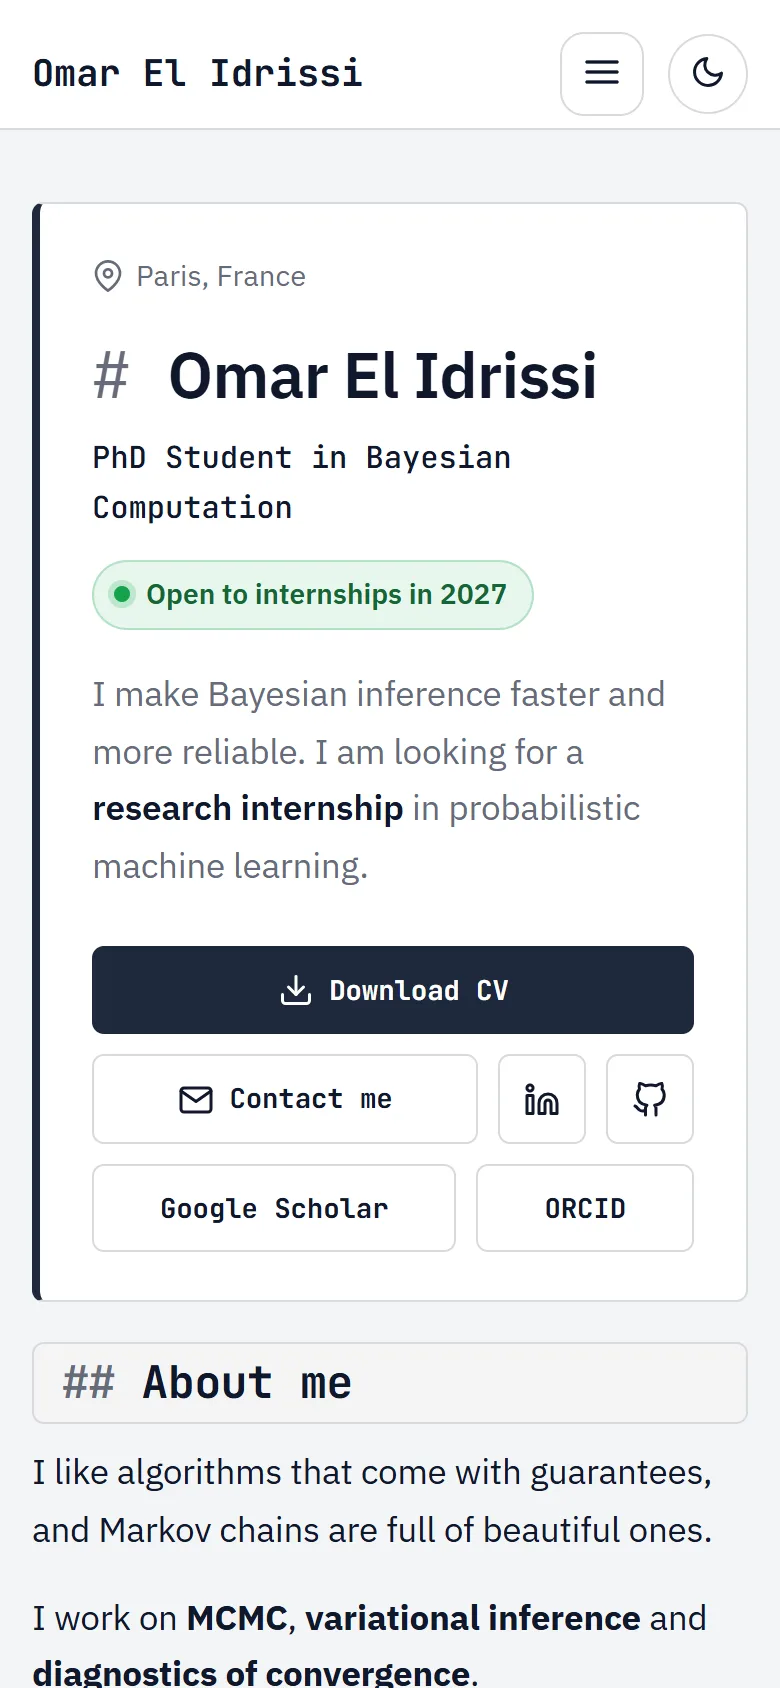 Omar El Idrissi
Paris, France
# Omar El Idrissi
PhD Student in Bayesian
Computation
Open to internships in 2027
I make Bayesian inference faster and
more reliable. I am looking for a
research internship in probabilistic
machine learning.
Download CV
Contact me
Google Scholar
ORCID
## About me
I like algorithms that come with guarantees,
and Markov chains are full of beautiful ones.
I work on MCMC, variational inference and
diagnostics of convergence.